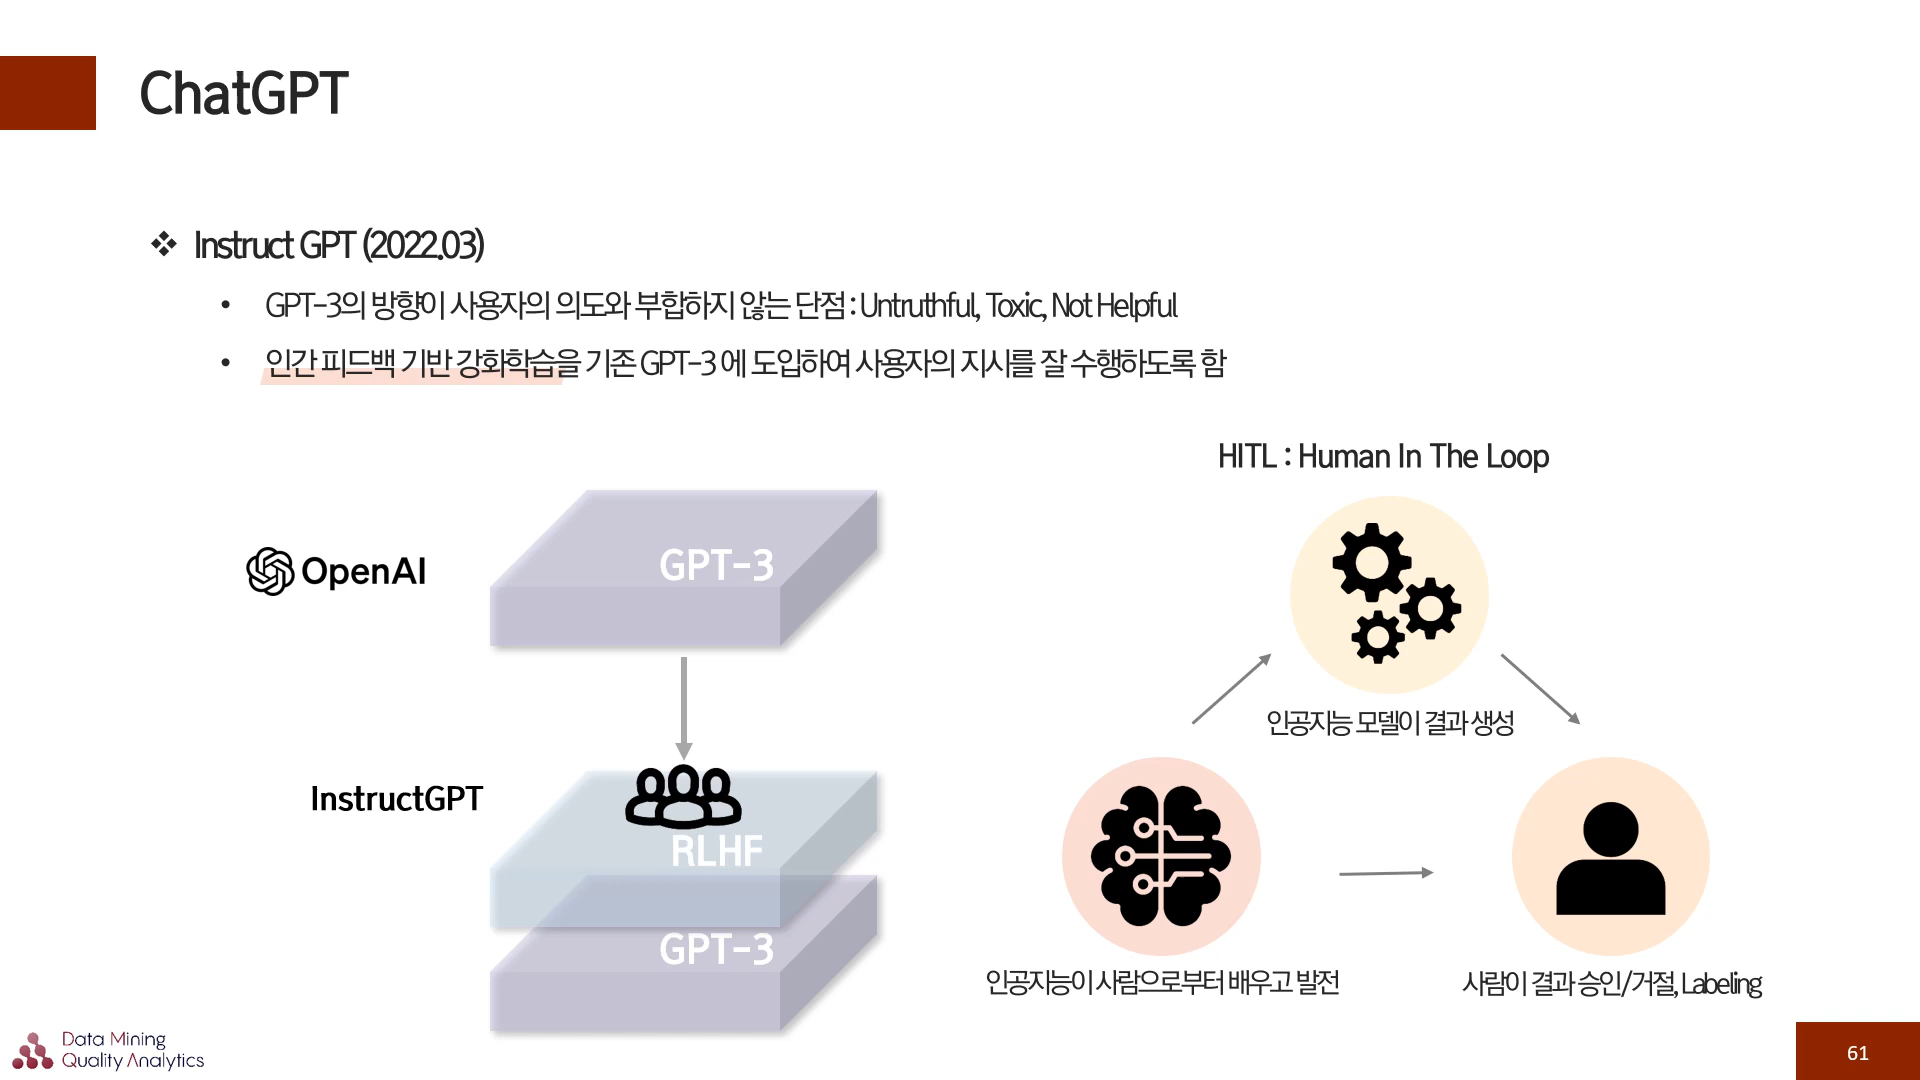 ChatGPT
❖ Instruct GPT (2022.03)
• GPT-3의 방향이 사용자의 의도와 부합하지 않는 단점 : Untruthful, Toxic, Not Helpful
• 인간 피드백 기반 강화학습을 기존 GPT-3 에 도입하여 사용자의 지시를 잘 수행하도록 함
HITL : Human In The Loop
OpenAI
GPT-3
인공지능 모델이 결과 생성
InstructGPT
RLHF
GPT-3
인공지능이 사람으로부터 배우고 발전
사람이 결과 승인/거절, Labeling
Data Mining
Quality Analytics
61